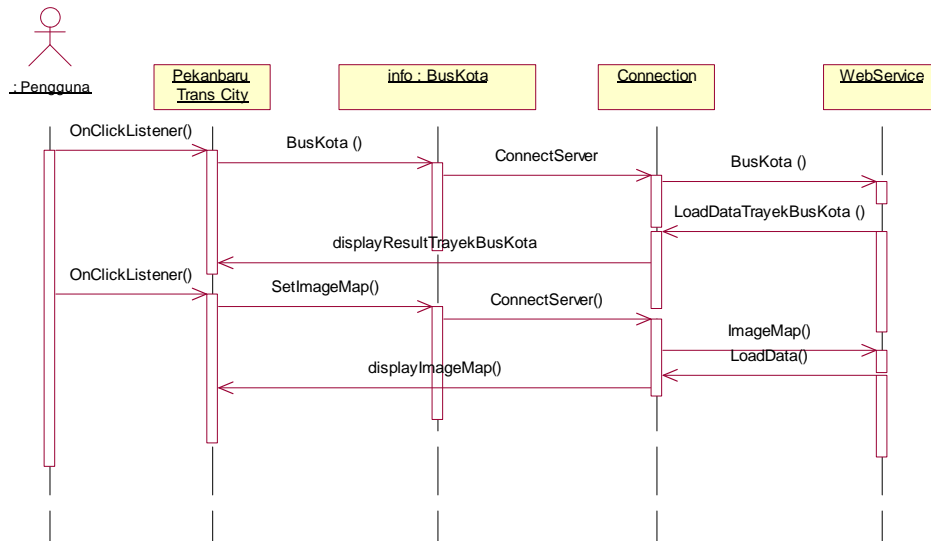 : Pengguna
Pekanbaru
Trans City
info : BusKota
Connection
WebService
OnClickListener()
BusKota ()
ConnectServer
BusKota ()
LoadDataTrayekBusKota ()
displayResultTrayekBusKota
OnClickListener()
SetImageMap()
ConnectServer()
ImageMap()
LoadData()
displayImageMap()